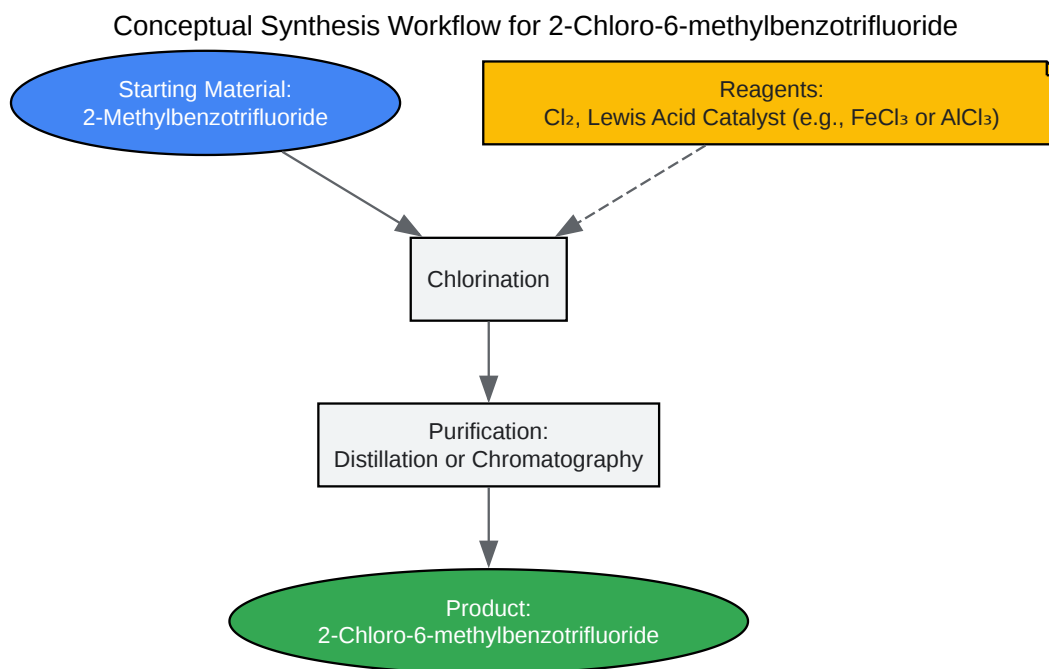 Conceptual Synthesis Workflow for 2-Chloro-6-methylbenzotrifluoride
Starting Material:
2-Methylbenzotrifluoride
Reagents:
Cl₂, Lewis Acid Catalyst (e.g., FeCl₃ or AlCl₃)
Chlorination
Purification:
Distillation or Chromatography
Product:
2-Chloro-6-methylbenzotrifluoride